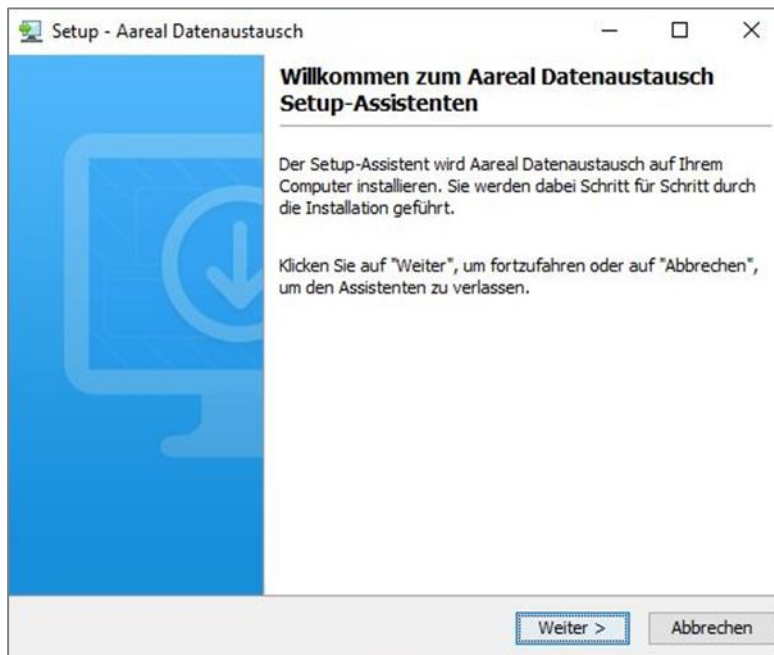 Setup - Aareal Datenaustausch
Willkommen zum Aareal Datenaustausch
Setup-Assistenten
Der Setup-Assistent wird Aareal Datenaustausch auf Ihrem
Computer installieren. Sie werden dabei Schritt für Schritt durch
die Installation geführt.
Klicken Sie auf "Weiter", um fortzufahren oder auf "Abbrechen",
um den Assistenten zu verlassen.
Weiter > Abbrechen